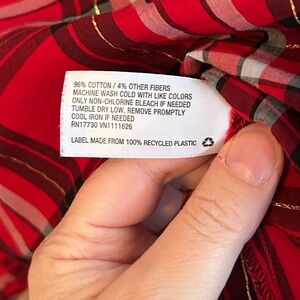 96% COTTON / 4% OTHER FIBERS
MACHINE WASH COLD WITH LIKE COLORS
ONLY NON-CHLORINE BLEACH IF NEEDED
TUMBLE DRY LOW, REMOVE PROMPTLY
COOL IRON IF NEEDED
RN17730 VN1111626
LABEL MADE FROM 100% RECYCLED PLASTIC